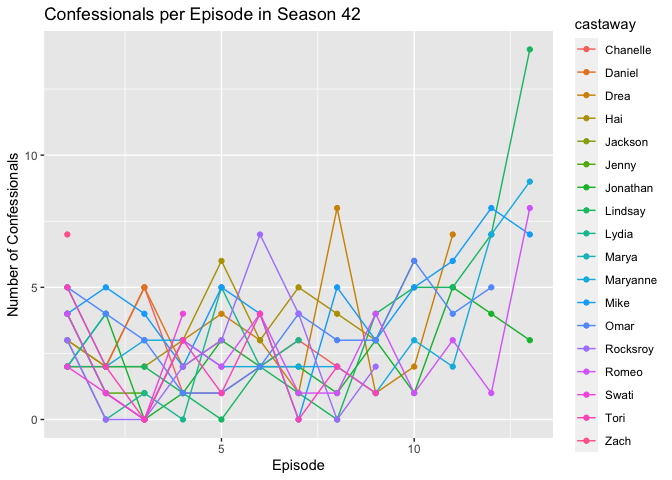 Confessionals per Episode in Season 42
castaway
Chanelle
Daniel
Drea
Hai
Jackson
Jenny
Jonathan
Lindsay
Lydia
Marya
Maryanne
Mike
Omar
Rocksroy
Romeo
Swati
Tori
Zach
Number of Confessionals
10
5
0
5
10
Episode